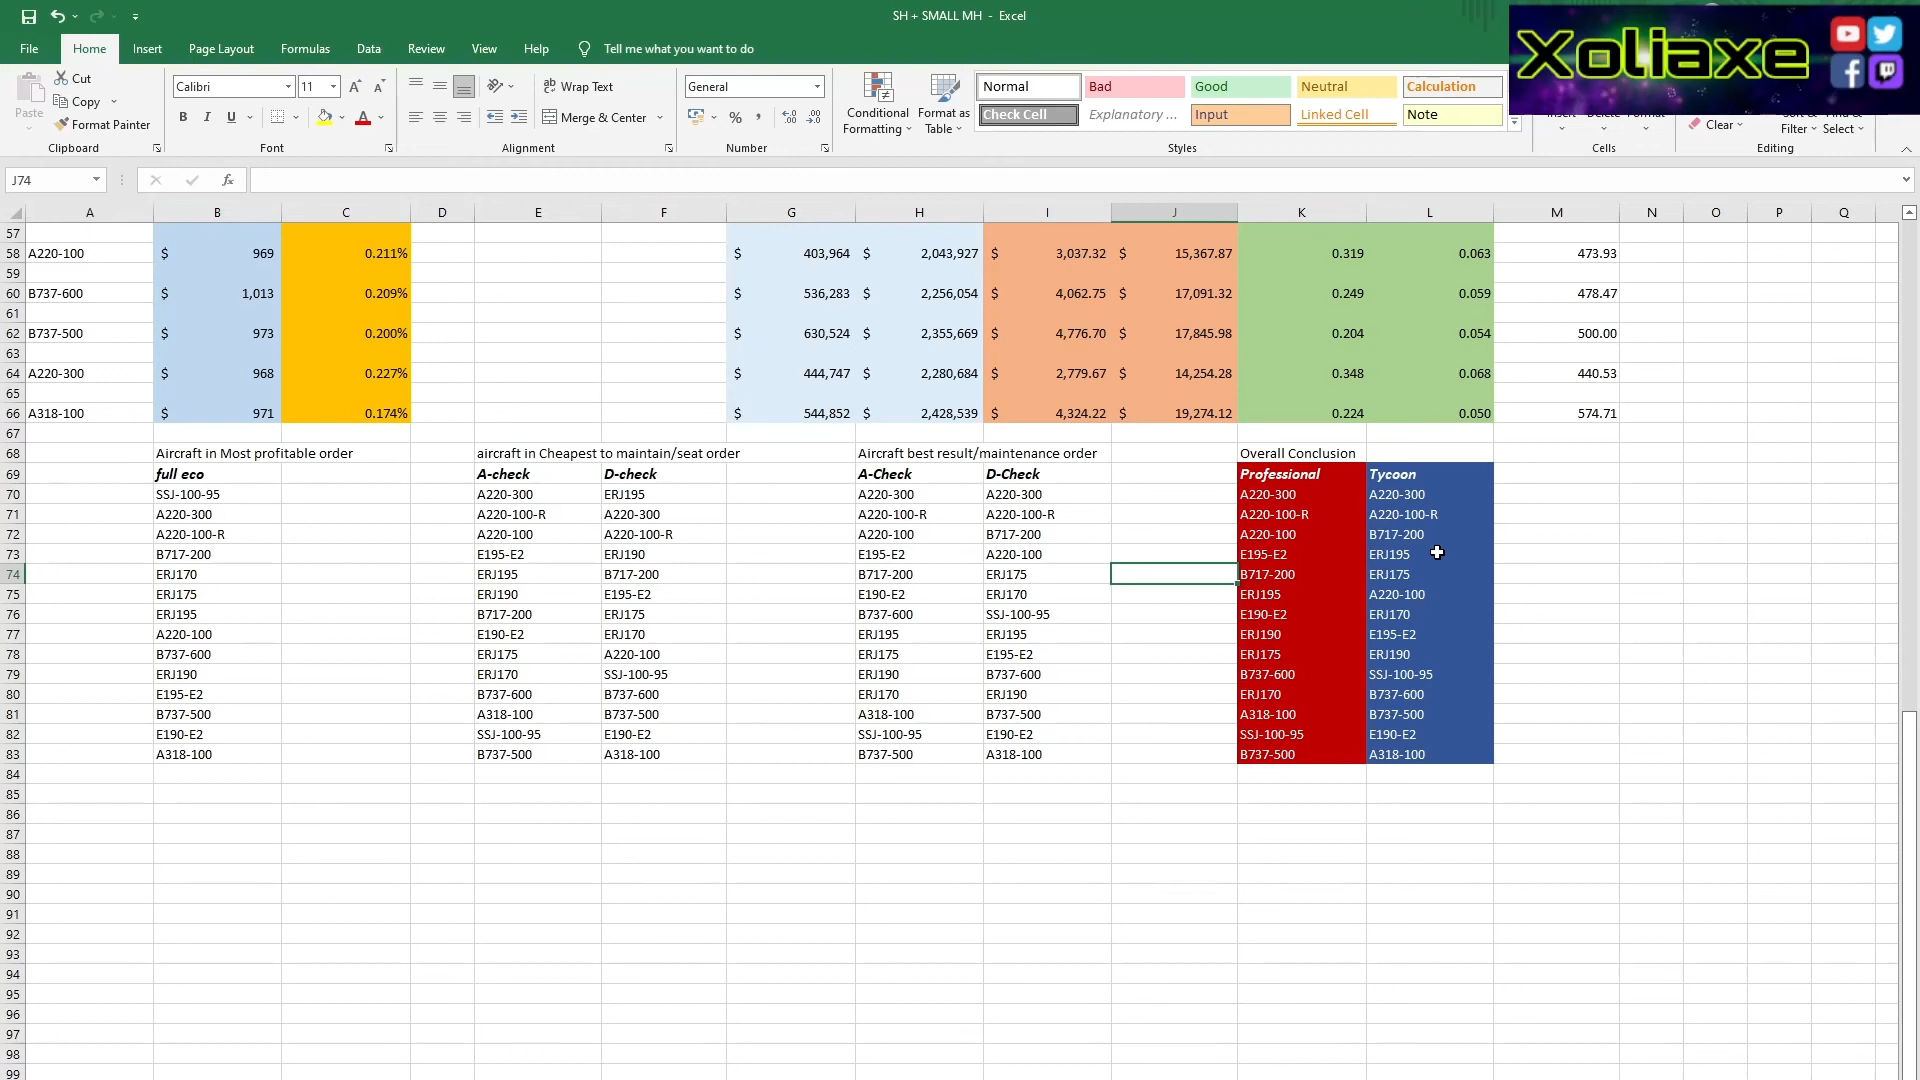 SH + SMALL MH - Excel
Xoliaxe
File Home Insert Page Layout Formulas Data Review View Help Tell me what you want to do
Paste Cut Copy Format Painter
Clipboard
Calibri 11
B I U
Font
Wrap Text
Merge & Center
Alignment
General
Number
Conditional Formatting
Format as Table
Normal Bad Good Neutral Calculation
Check Cell Explanatory ... Input Linked Cell Note
Styles
Insert Delete Format
Cells
Clear
Sort & Filter
Find & Select
Editing
J74 fx
A B C D E F G H I J K L M N O P Q
57
58 A220-100 $ 969 0.211% $ 403,964 $ 2,043,927 $ 3,037.32 $ 15,367.87 0.319 0.063 473.93
59
60 B737-600 $ 1,013 0.209% $ 536,283 $ 2,256,054 $ 4,062.75 $ 17,091.32 0.249 0.059 478.47
61
62 B737-500 $ 973 0.200% $ 630,524 $ 2,355,669 $ 4,776.70 $ 17,845.98 0.204 0.054 500.00
63
64 A220-300 $ 968 0.227% $ 444,747 $ 2,280,684 $ 2,779.67 $ 14,254.28 0.348 0.068 440.53
65
66 A318-100 $ 971 0.174% $ 544,852 $ 2,428,539 $ 4,324.22 $ 19,274.12 0.224 0.050 574.71
67
68 Aircraft in Most profitable order aircraft in Cheapest to maintain/seat order Aircraft best result/maintenance order Overall Conclusion
69 full eco A-check D-check A-Check D-Check Professional Tycoon
70 SSJ-100-95 A220-300 ERJ195 A220-300 A220-300 A220-300 A220-300
71 A220-300 A220-100-R A220-300 A220-100-R A220-100-R A220-100-R A220-100-R
72 A220-100-R A220-100 A220-100-R A220-100 B717-200 A220-100 B717-200
73 B717-200 E195-E2 ERJ190 E195-E2 A220-100 E195-E2 ERJ195
74 ERJ170 ERJ195 B717-200 B717-200 ERJ175 B717-200 ERJ175
75 ERJ175 ERJ190 E195-E2 E190-E2 ERJ170 ERJ195 A220-100
76 ERJ195 B717-200 ERJ175 B737-600 SSJ-100-95 E190-E2 ERJ170
77 A220-100 E190-E2 ERJ170 ERJ195 ERJ195 ERJ190 E195-E2
78 B737-600 ERJ175 A220-100 ERJ175 E195-E2 ERJ175 ERJ190
79 ERJ190 ERJ170 SSJ-100-95 ERJ190 B737-600 B737-600 SSJ-100-95
80 E195-E2 B737-600 B737-600 ERJ170 ERJ190 ERJ170 B737-600
81 B737-500 A318-100 B737-500 A318-100 B737-500 A318-100 B737-500
82 E190-E2 SSJ-100-95 E190-E2 SSJ-100-95 E190-E2 SSJ-100-95 E190-E2
83 A318-100 B737-500 A318-100 B737-500 A318-100 B737-500 A318-100
84
85
86
87
88
89
90
91
92
93
94
95
96
97
98
99